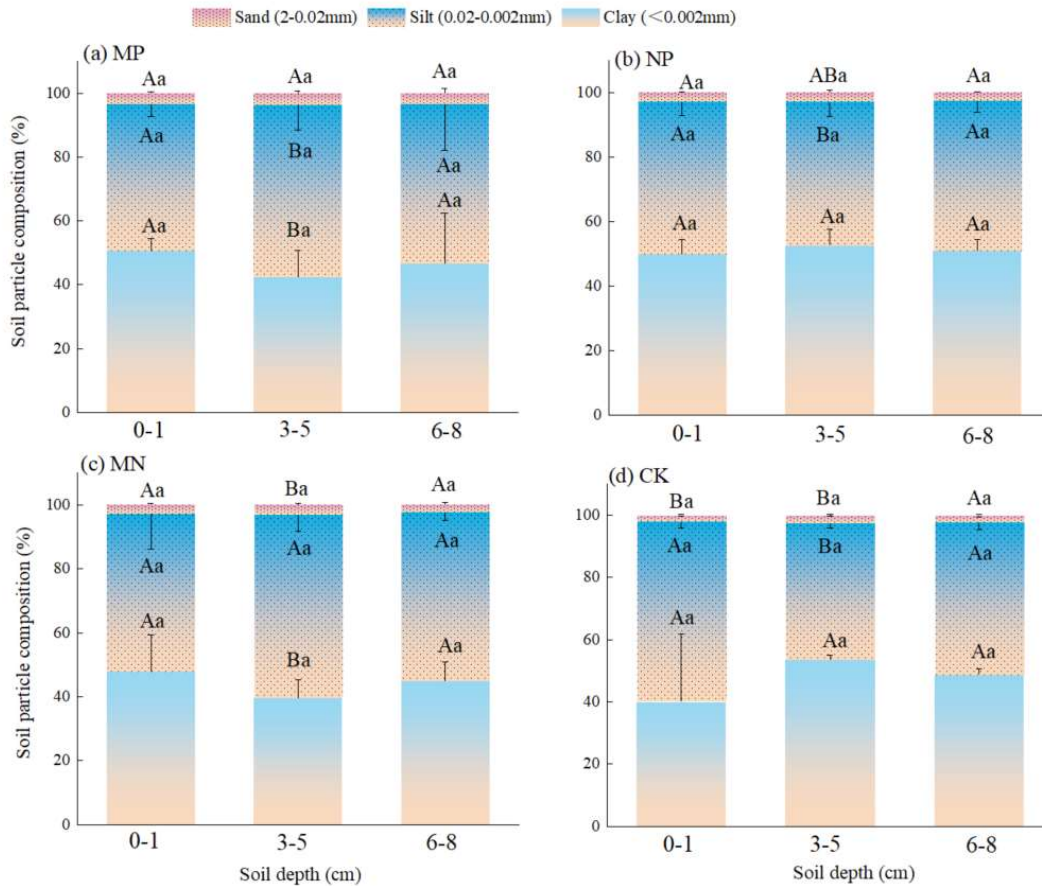 Sand (2-0.02mm) Silt (0.02-0.002mm) Clay (<0.002mm)
(a) MP
Aa Aa Aa
100
Aa Ba Aa
80
Aa Ba Aa
60
40
20
0
Soil particle composition (%)
0-1 3-5 6-8
(b) NP
Aa ABa Aa
100
Aa Ba Aa
80
60
Aa Aa Aa
40
20
0
0-1 3-5 6-8
(c) MN
Aa Ba Aa
100
Aa Aa Aa
80
60
Aa Ba Aa
40
20
0
Soil particle composition (%)
0-1 3-5 6-8
Soil depth (cm)
(d) CK
Ba Ba Aa
100
Aa Ba Aa
80
60
Aa Aa Aa
40
20
0
0-1 3-5 6-8
Soil depth (cm)